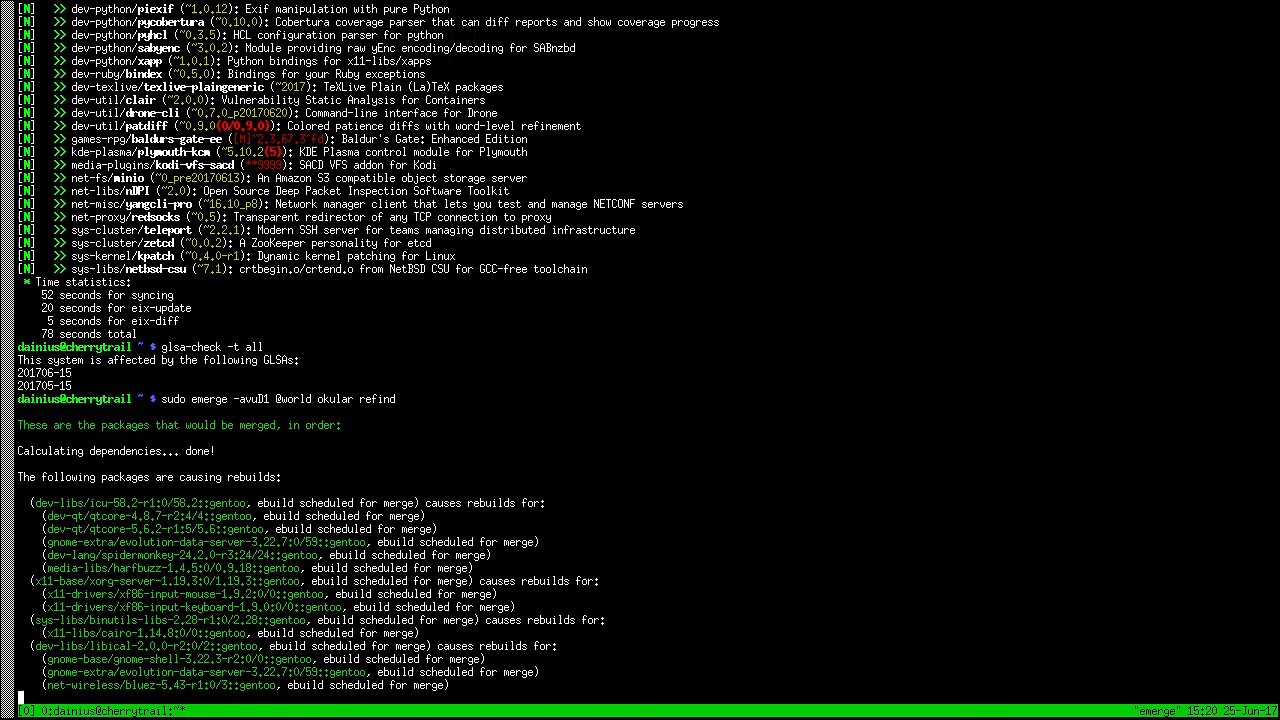 [N]   >> dev-python/piexif (~1.0.12): Exif manipulation with pure Python
[N]   >> dev-python/pycobertura (~0.10.0): Cobertura coverage parser that can diff reports and show coverage progress
[N]   >> dev-python/pyhcl (~0.3.5): HCL configuration parser for python
[N]   >> dev-python/sabyenc (~3.0.2): Module providing raw yEnc encoding/decoding for SABnzbd
[N]   >> dev-python/xapp (~1.0.1): Python bindings for x11-libs/xapps
[N]   >> dev-ruby/bindex (~0.5.0): Bindings for your Ruby exceptions
[N]   >> dev-texlive/texlive-plaingeneric (~2017): TeXLive Plain (La)TeX packages
[N]   >> dev-util/clair (~2.0.0): Vulnerability Static Analysis for Containers
[N]   >> dev-util/drone-cli (~0.7.0_p20170620): Command-line interface for Drone
[N]   >> dev-util/patdiff (~0.9.0(0/0.9.0)): Colored patience diffs with word-level refinement
[N]   >> games-rpg/baldurs-gate-ee ([M]~2.3.67.3^fd): Baldur's Gate: Enhanced Edition
[N]   >> kde-plasma/plymouth-kcm (~5.10.2(5)): KDE Plasma control module for Plymouth
[N]   >> media-plugins/kodi-vfs-sacd (**9999): SACD VFS addon for Kodi
[N]   >> net-fs/minio (~0_pre20170613): An Amazon S3 compatible object storage server
[N]   >> net-libs/nDPI (~2.0): Open Source Deep Packet Inspection Software Toolkit
[N]   >> net-misc/yangcli-pro (~16.10_p8): Network manager client that lets you test and manage NETCONF servers
[N]   >> net-proxy/redsocks (~0.5): Transparent redirector of any TCP connection to proxy
[N]   >> sys-cluster/teleport (~2.2.1): Modern SSH server for teams managing distributed infrastructure
[N]   >> sys-cluster/zetcd (~0.0.2): A ZooKeeper personality for etcd
[N]   >> sys-kernel/kpatch (~0.4.0-r1): Dynamic kernel patching for Linux
[N]   >> sys-libs/netbsd-csu (~7.1): crtbegin.o/crtend.o from NetBSD CSU for GCC-free toolchain
* Time statistics:
52 seconds for syncing
20 seconds for eix-update
5 seconds for eix-diff
78 seconds total
dainius@cherrytrail ~ $ glsa-check -t all
This system is affected by the following GLSAs:
201706-15
201705-15
dainius@cherrytrail ~ $ sudo emerge -avuD1 @world okular refind
These are the packages that would be merged, in order:
Calculating dependencies... done!
The following packages are causing rebuilds:
(dev-libs/icu-58.2-r1:0/58.2::gentoo, ebuild scheduled for merge) causes rebuilds for:
(dev-qt/qtcore-4.8.7-r2:4/4::gentoo, ebuild scheduled for merge)
(dev-qt/qtcore-5.6.2-r1:5/5.6::gentoo, ebuild scheduled for merge)
(gnome-extra/evolution-data-server-3.22.7:0/59::gentoo, ebuild scheduled for merge)
(dev-lang/spidermonkey-24.2.0-r3:24/24::gentoo, ebuild scheduled for merge)
(media-libs/harfbuzz-1.4.5:0/0.9.18::gentoo, ebuild scheduled for merge)
(x11-base/xorg-server-1.19.3:0/1.19.3::gentoo, ebuild scheduled for merge) causes rebuilds for:
(x11-drivers/xf86-input-mouse-1.9.2:0/0::gentoo, ebuild scheduled for merge)
(x11-drivers/xf86-input-keyboard-1.9.0:0/0::gentoo, ebuild scheduled for merge)
(sys-libs/binutils-libs-2.28-r1:0/2.28::gentoo, ebuild scheduled for merge) causes rebuilds for:
(x11-libs/cairo-1.14.8:0/0::gentoo, ebuild scheduled for merge)
(dev-libs/libical-2.0.0-r2:0/2::gentoo, ebuild scheduled for merge) causes rebuilds for:
(gnome-base/gnome-shell-3.22.3-r2:0/0::gentoo, ebuild scheduled for merge)
(gnome-extra/evolution-data-server-3.22.7:0/59::gentoo, ebuild scheduled for merge)
(net-wireless/bluez-5.43-r1:0/3::gentoo, ebuild scheduled for merge)
[0] 0:dainius@cherrytrail:~* "emerge" 15:20 25-Jun-17